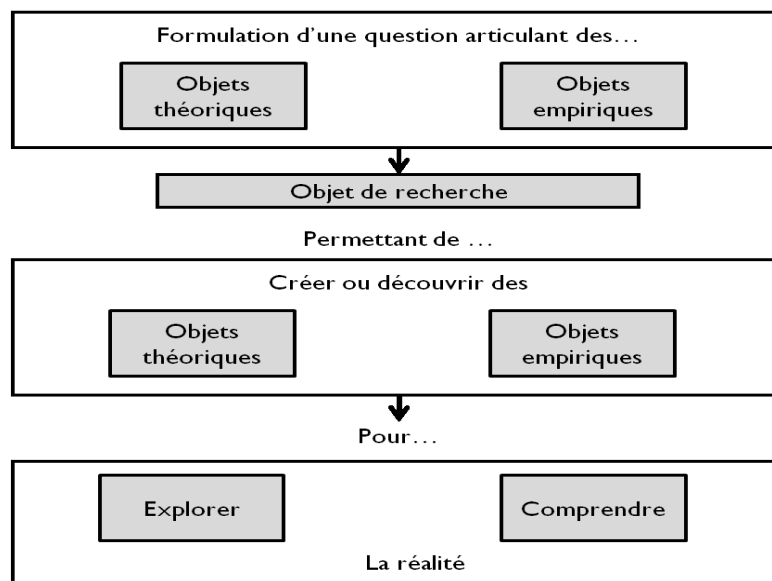 Formulation d’une question articulant des…
Objets
théoriques
Objets
empiriques
Objet de recherche
Permettant de …
Créer ou découvrir des
Objets
théoriques
Objets
empiriques
Pour…
Explorer
Comprendre
La réalité